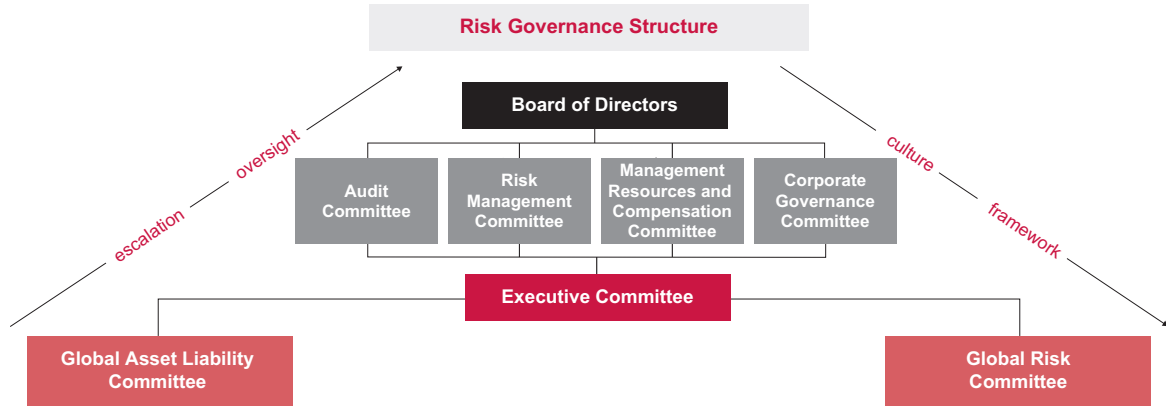 Risk Governance Structure
Board of Directors
oversight
escalation
culture
framework
Audit
Committee
Risk
Management
Committee
Management
Resources and
Compensation
Committee
Corporate
Governance
Committee
Executive Committee
Global Asset Liability
Committee
Global Risk
Committee